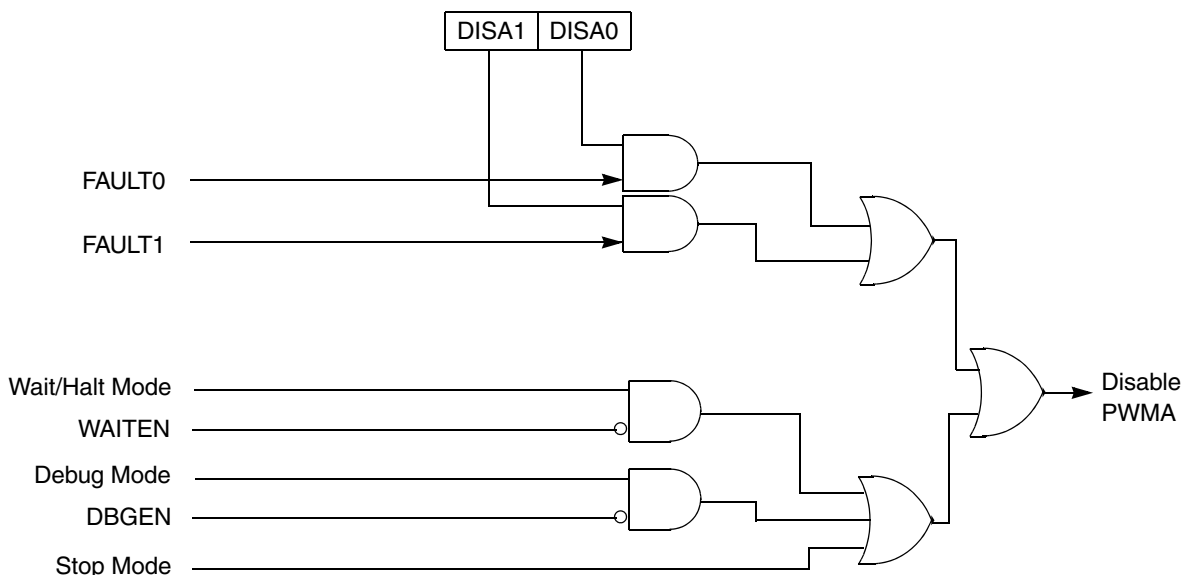 DISA1 DISA0
FAULT0
FAULT1
Wait/Halt Mode
WAITEN
Debug Mode
DBGEN
Stop Mode
Disable
PWMA